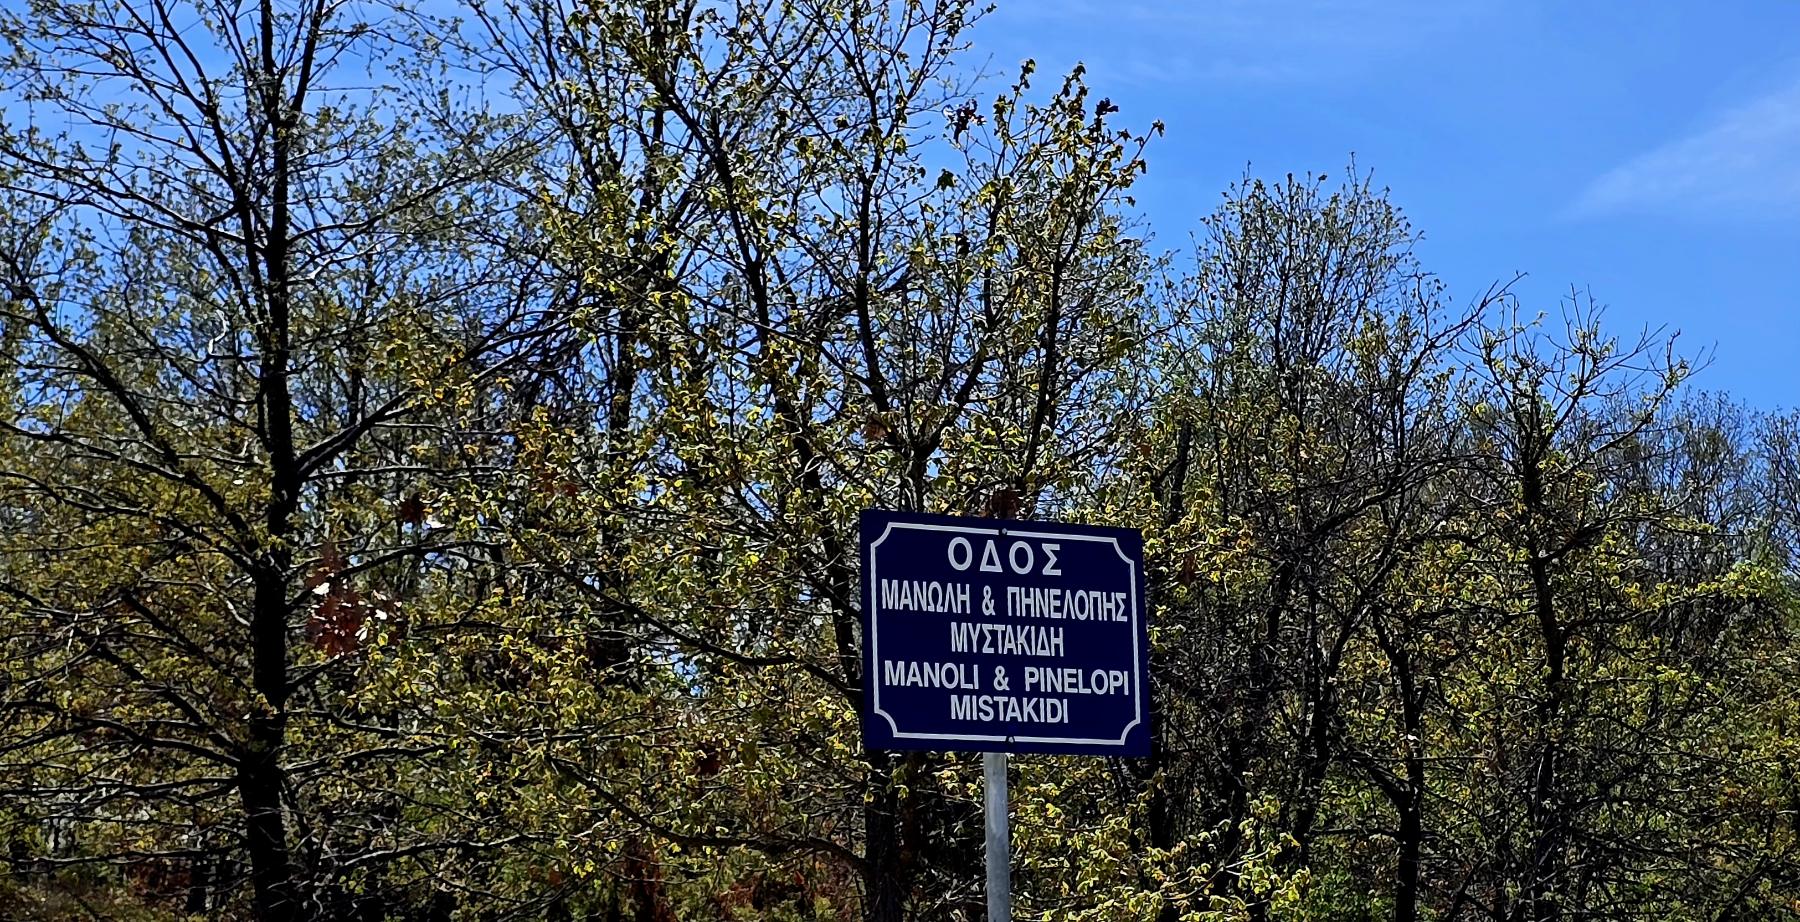 ΟΔΟΣ
ΜΑΝΩΛΗ & ΠΗΝΕΛΟΠΗΣ
ΜΥΣΤΑΚΙΔΗ
MANOLI & PINELOPI
MISTAKIDI